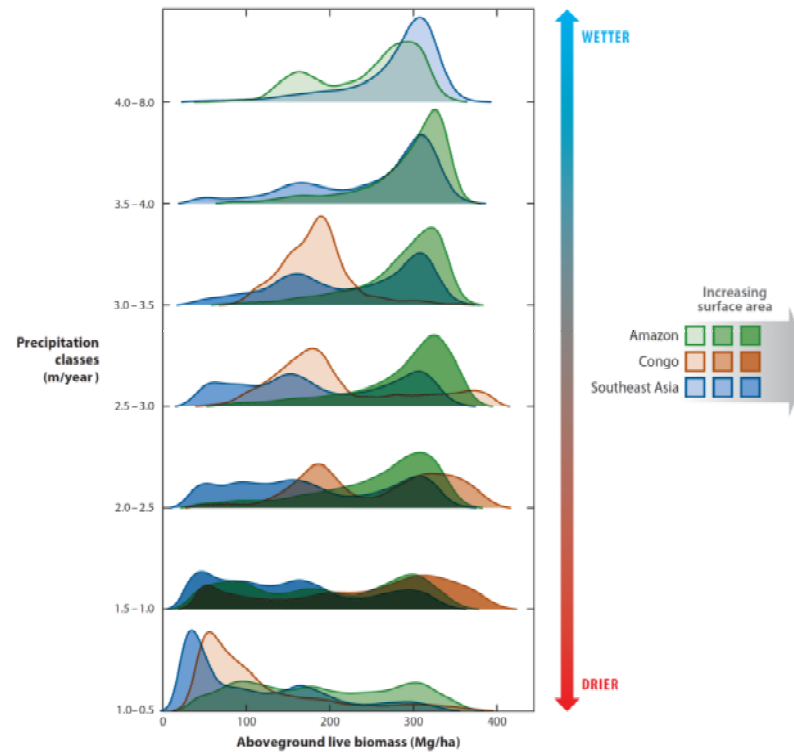 WETTER
4.0 – 8.0
3.5 – 4.0
3.0 – 3.5
Increasing
surface area
Amazon
Congo
Southeast Asia
Precipitation
classes
(m/year )
2.5 – 3.0
2.0 – 2.5
1.5 – 1.0
DRIER
1.0 – 0.5
0 100 200 300 400
Aboveground live biomass (Mg/ha)